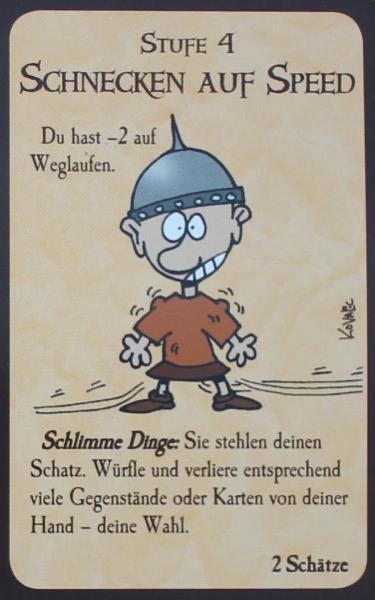 Stufe 4
Schnecken auf Speed
Du hast –2 auf
Weglaufen.
Kovalic
Schlimme Dinge: Sie stehlen deinen
Schatz. Würfle und verliere entsprechend
viele Gegenstände oder Karten von deiner
Hand – deine Wahl.
2 Schätze